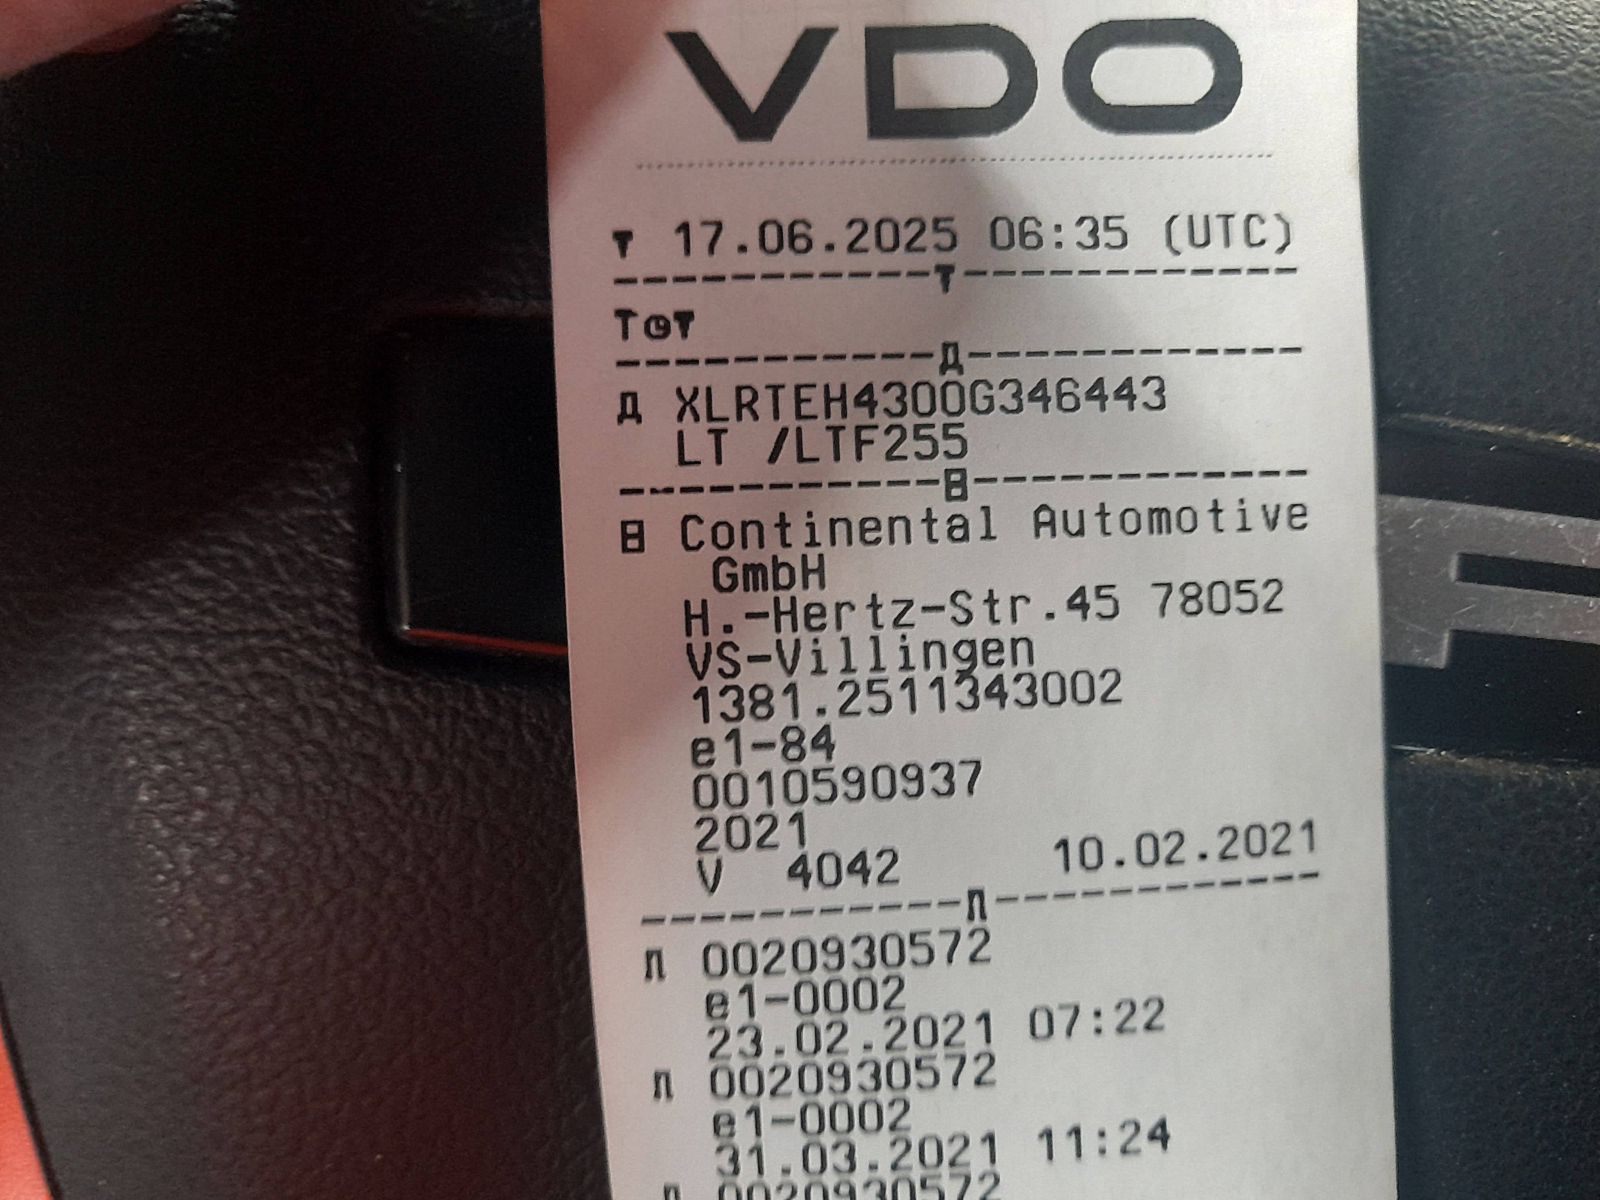 VDO
▼ 17.06.2025 06:35 (UTC)
T◷▼
Д XLRTEH4300G346443
LT /LTF255
B Continental Automotive
GmbH
H.-Hertz-Str.45 78052
VS-Villingen
1381.2511343002
e1-84
0010590937
2021
V 4042 10.02.2021
Л 0020930572
e1-0002
23.02.2021 07:22
Л 0020930572
e1-0002
31.03.2021 11:24
Л 0020930572